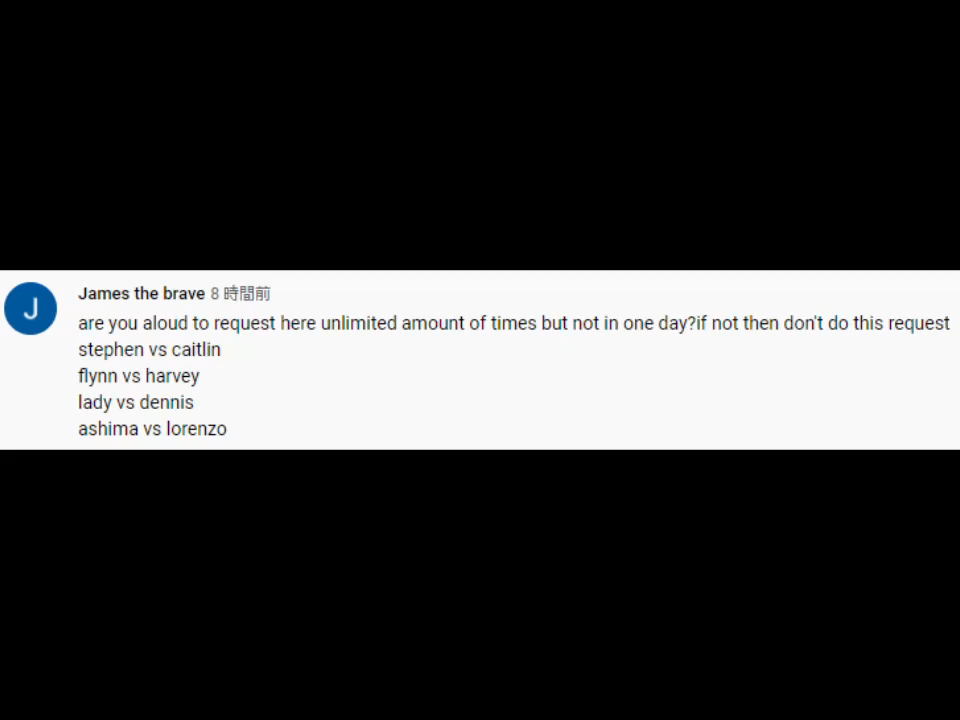 J
James the brave 8 時間前
are you aloud to request here unlimited amount of times but not in one day?if not then don't do this request
stephen vs caitlin
flynn vs harvey
lady vs dennis
ashima vs lorenzo